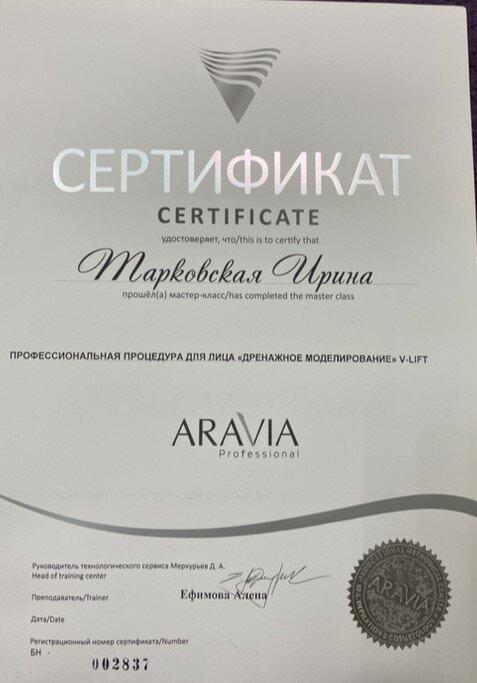 СЕРТИФИКАТ
CERTIFICATE
удостоверяет, что/this is to certify that
Тарковская Ирина
прошёл(а) мастер-класс/has completed the master class
ПРОФЕССИОНАЛЬНАЯ ПРОЦЕДУРА ДЛЯ ЛИЦА «ДРЕНАЖНОЕ МОДЕЛИРОВАНИЕ» V-LIFT
ARAVIA
Professional
Руководитель технологического сервиса Меркурьев Д. А.
Head of training center
Преподаватель/Trainer
Ефимова Алена
Дата/Date
Регистрационный номер сертификата/Number
БН -
002837
ARAVIA